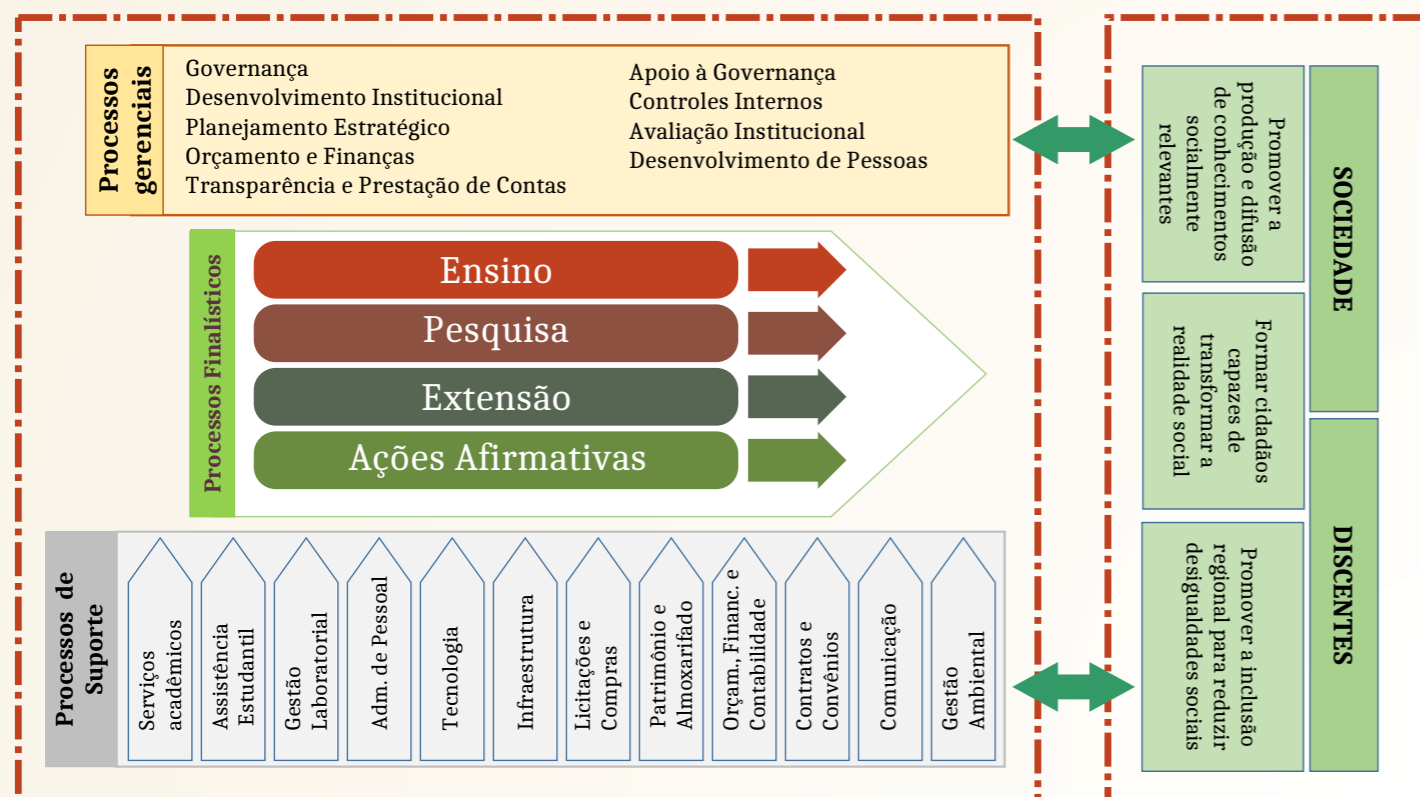 Processos
gerenciais
Governança
Desenvolvimento Institucional
Planejamento Estratégico
Orçamento e Finanças
Transparência e Prestação de Contas
Apoio à Governança
Controles Internos
Avaliação Institucional
Desenvolvimento de Pessoas
Processos Finalísticos
Ensino
Pesquisa
Extensão
Ações Afirmativas
Processos de
Suporte
Serviços
acadêmicos
Assistência
Estudantil
Gestão
Laboratorial
Adm. de Pessoal
Tecnologia
Infraestrutura
Licitações e
Compras
Patrimônio e
Almoxarifado
Orçam., Financ. e
Contabilidade
Contratos e
Convênios
Comunicação
Gestão
Ambiental
Promover a
produção e difusão
de conhecimentos
socialmente
relevantes
Formar cidadãos
capazes de
transformar a
realidade social
Promover a inclusão
regional para reduzir
desigualdades sociais
SOCIEDADE
DISCENTES